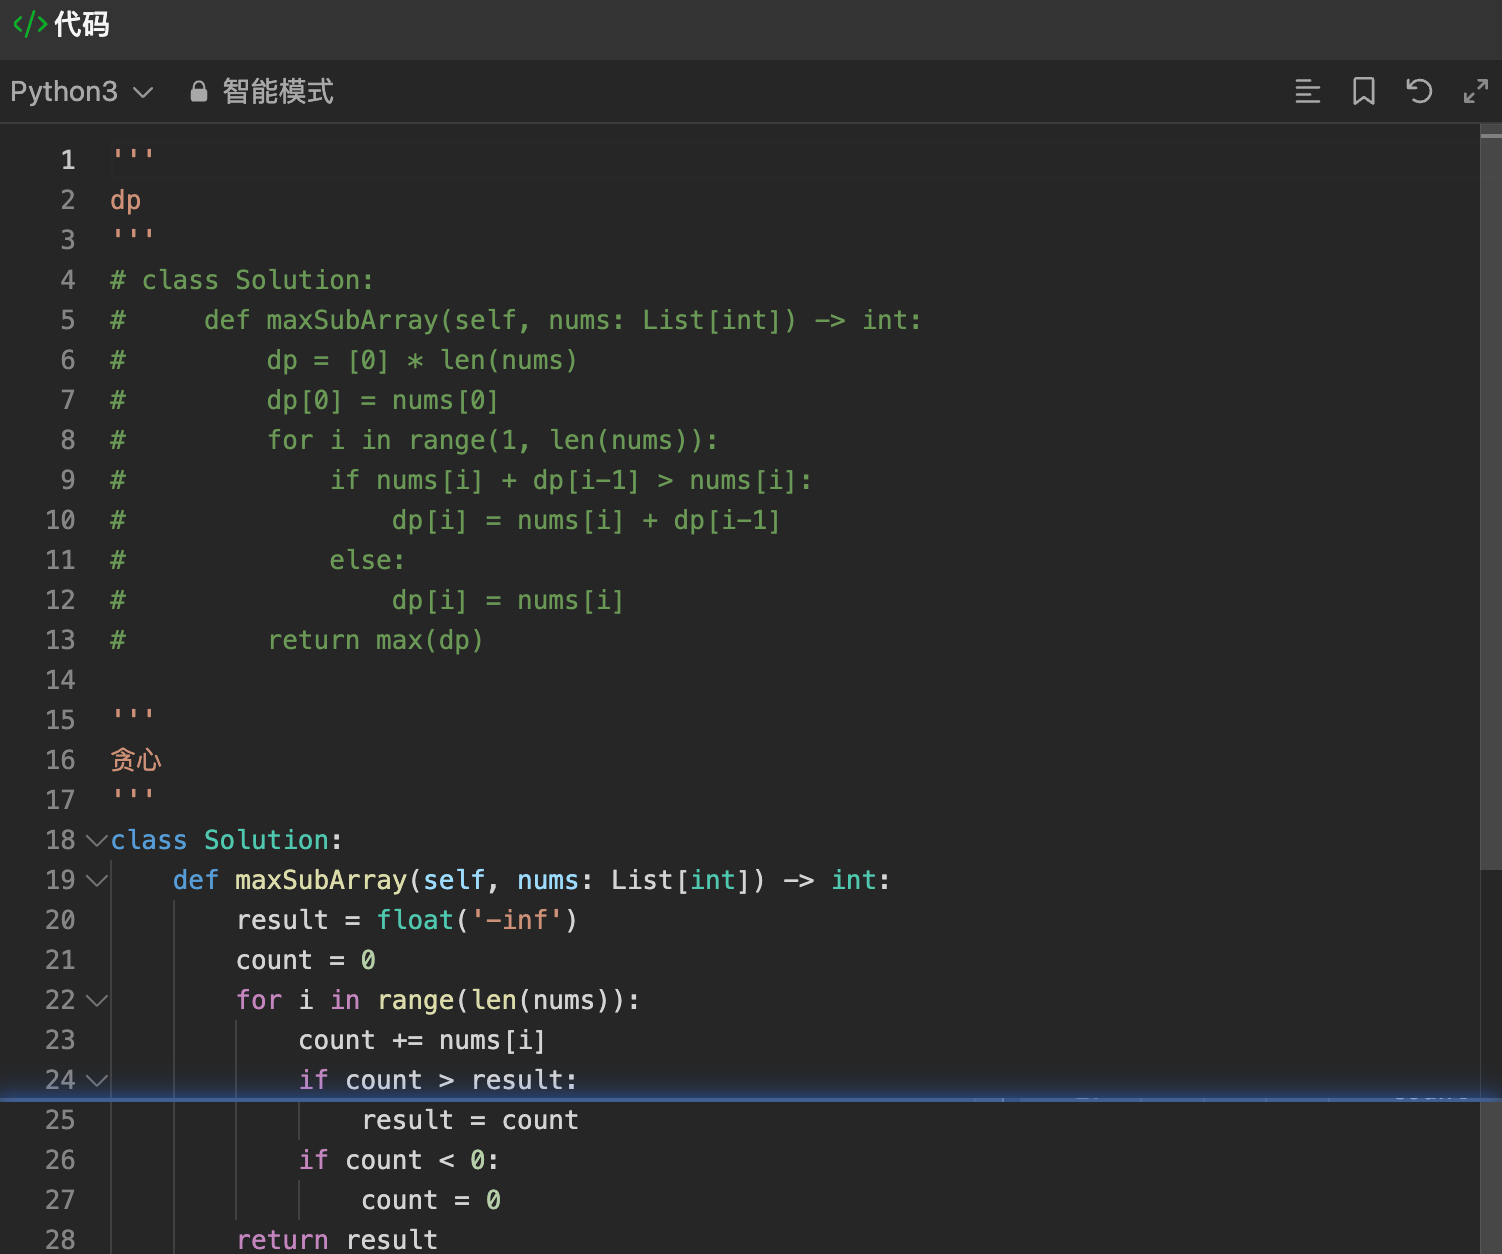 </> 代码
Python3 智能模式
1 '''
2 dp
3 '''
4 # class Solution:
5 #     def maxSubArray(self, nums: List[int]) -> int:
6 #         dp = [0] * len(nums)
7 #         dp[0] = nums[0]
8 #         for i in range(1, len(nums)):
9 #             if nums[i] + dp[i-1] > nums[i]:
10 #                 dp[i] = nums[i] + dp[i-1]
11 #             else:
12 #                 dp[i] = nums[i]
13 #         return max(dp)
14
15 '''
16 贪心
17 '''
18 class Solution:
19     def maxSubArray(self, nums: List[int]) -> int:
20         result = float('-inf')
21         count = 0
22         for i in range(len(nums)):
23             count += nums[i]
24             if count > result:
25                 result = count
26             if count < 0:
27                 count = 0
28         return result